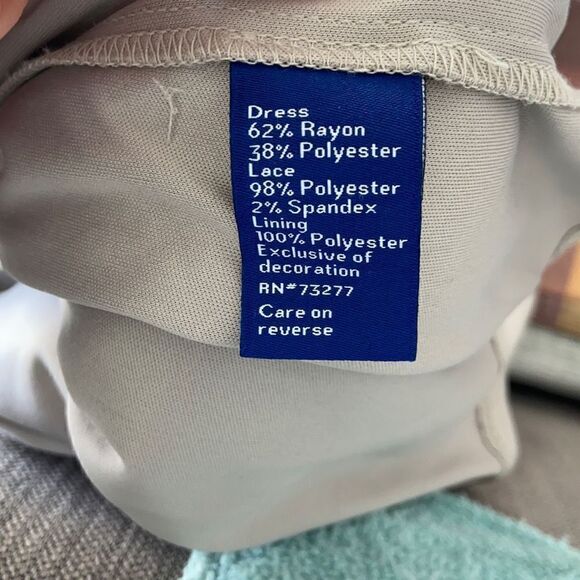 Dress
62% Rayon
38% Polyester
Lace
98% Polyester
2% Spandex
Lining
100% Polyester
Exclusive of
decoration
RN#73277
Care on
reverse